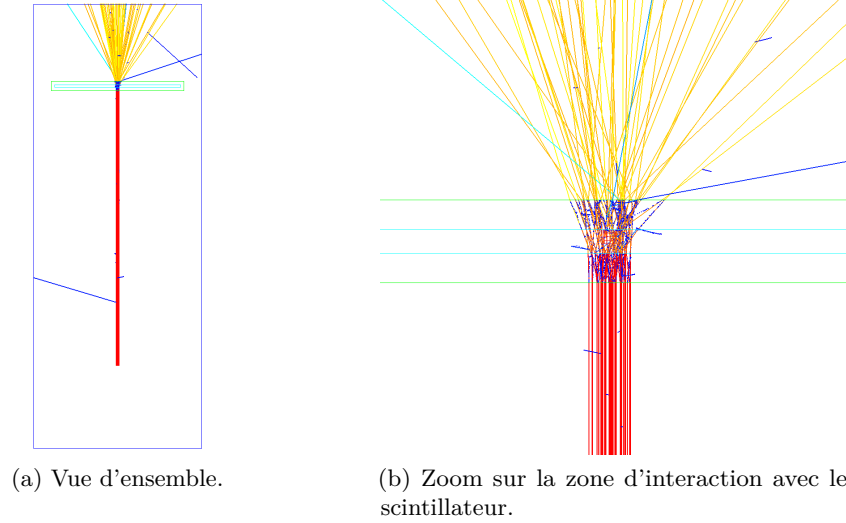 (a) Vue d'ensemble.
(b) Zoom sur la zone d'interaction avec le
scintillateur.